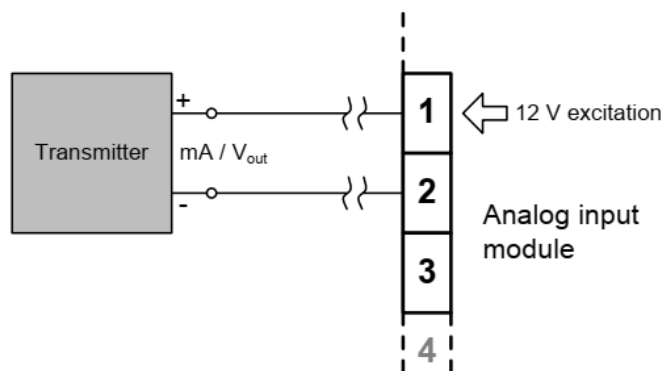 +
1
12 V excitation
Transmitter
mA / Vout
-
2
Analog input
module
3
4